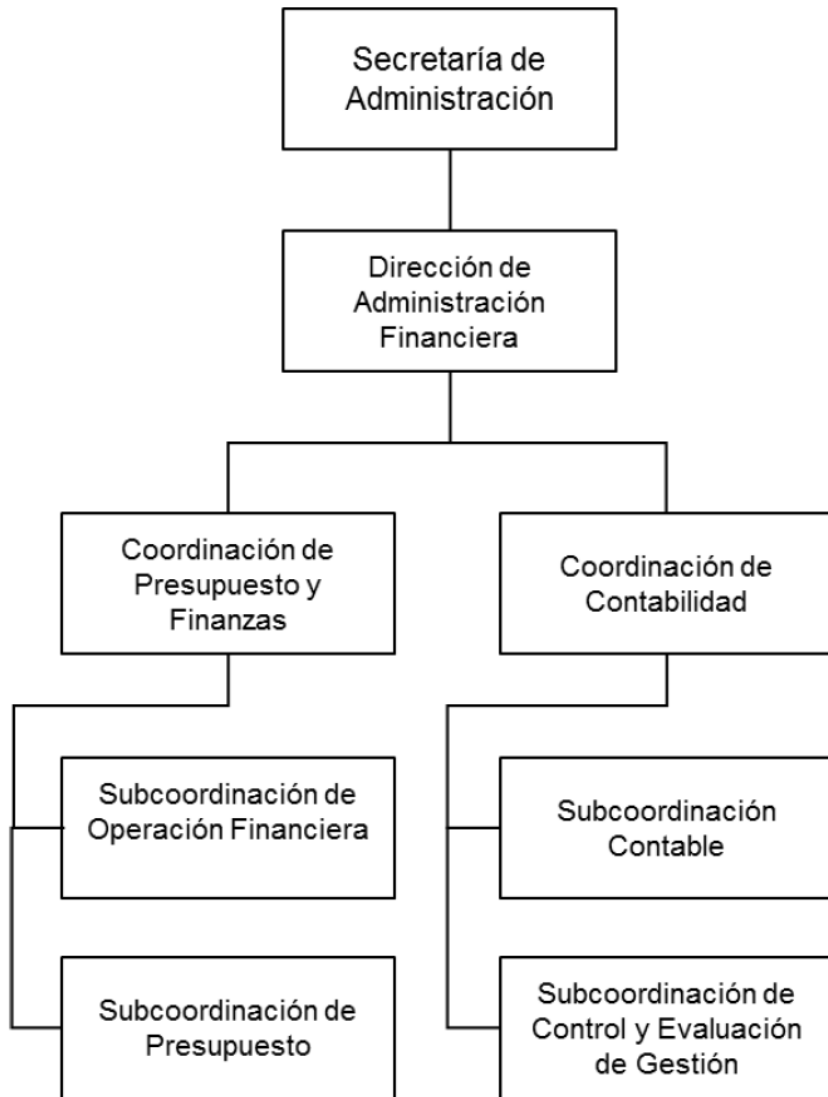 Secretaría de
Administración
Dirección de
Administración
Financiera
Coordinación de
Presupuesto y
Finanzas
Coordinación de
Contabilidad
Subcoordinación de
Operación Financiera
Subcoordinación
Contable
Subcoordinación de
Presupuesto
Subcoordinación de
Control y Evaluación
de Gestión